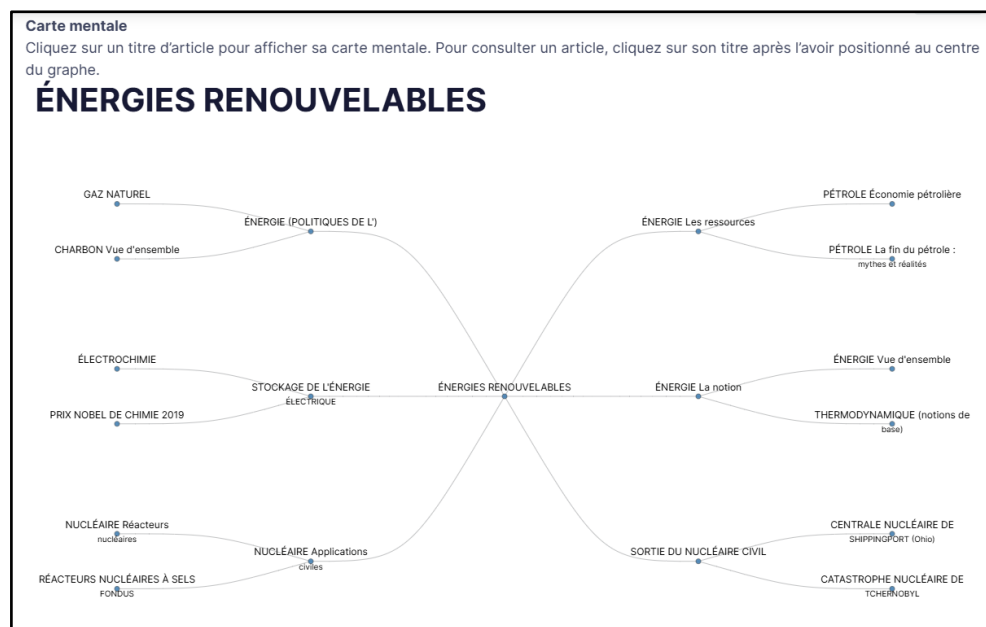 Carte mentale
Cliquez sur un titre d’article pour afficher sa carte mentale. Pour consulter un article, cliquez sur son titre après l’avoir positionné au centre
du graphe.
ÉNERGIES RENOUVELABLES
GAZ NATUREL
ÉNERGIE (POLITIQUES DE L')
CHARBON Vue d'ensemble
ÉNERGIE Les ressources
PÉTROLE Économie pétrolière
PÉTROLE La fin du pétrole :
mythes et réalités
ÉLECTROCHIMIE
STOCKAGE DE L'ÉNERGIE
ÉLECTRIQUE
PRIX NOBEL DE CHIMIE 2019
ÉNERGIES RENOUVELABLES
ÉNERGIE La notion
ÉNERGIE Vue d'ensemble
THERMODYNAMIQUE (notions de
base)
NUCLÉAIRE Réacteurs
nucléaires
NUCLÉAIRE Applications
civiles
RÉACTEURS NUCLÉAIRES À SELS
FONDUS
SORTIE DU NUCLÉAIRE CIVIL
CENTRALE NUCLÉAIRE DE
SHIPPINGPORT (Ohio)
CATASTROPHE NUCLÉAIRE DE
TCHERNOBYL